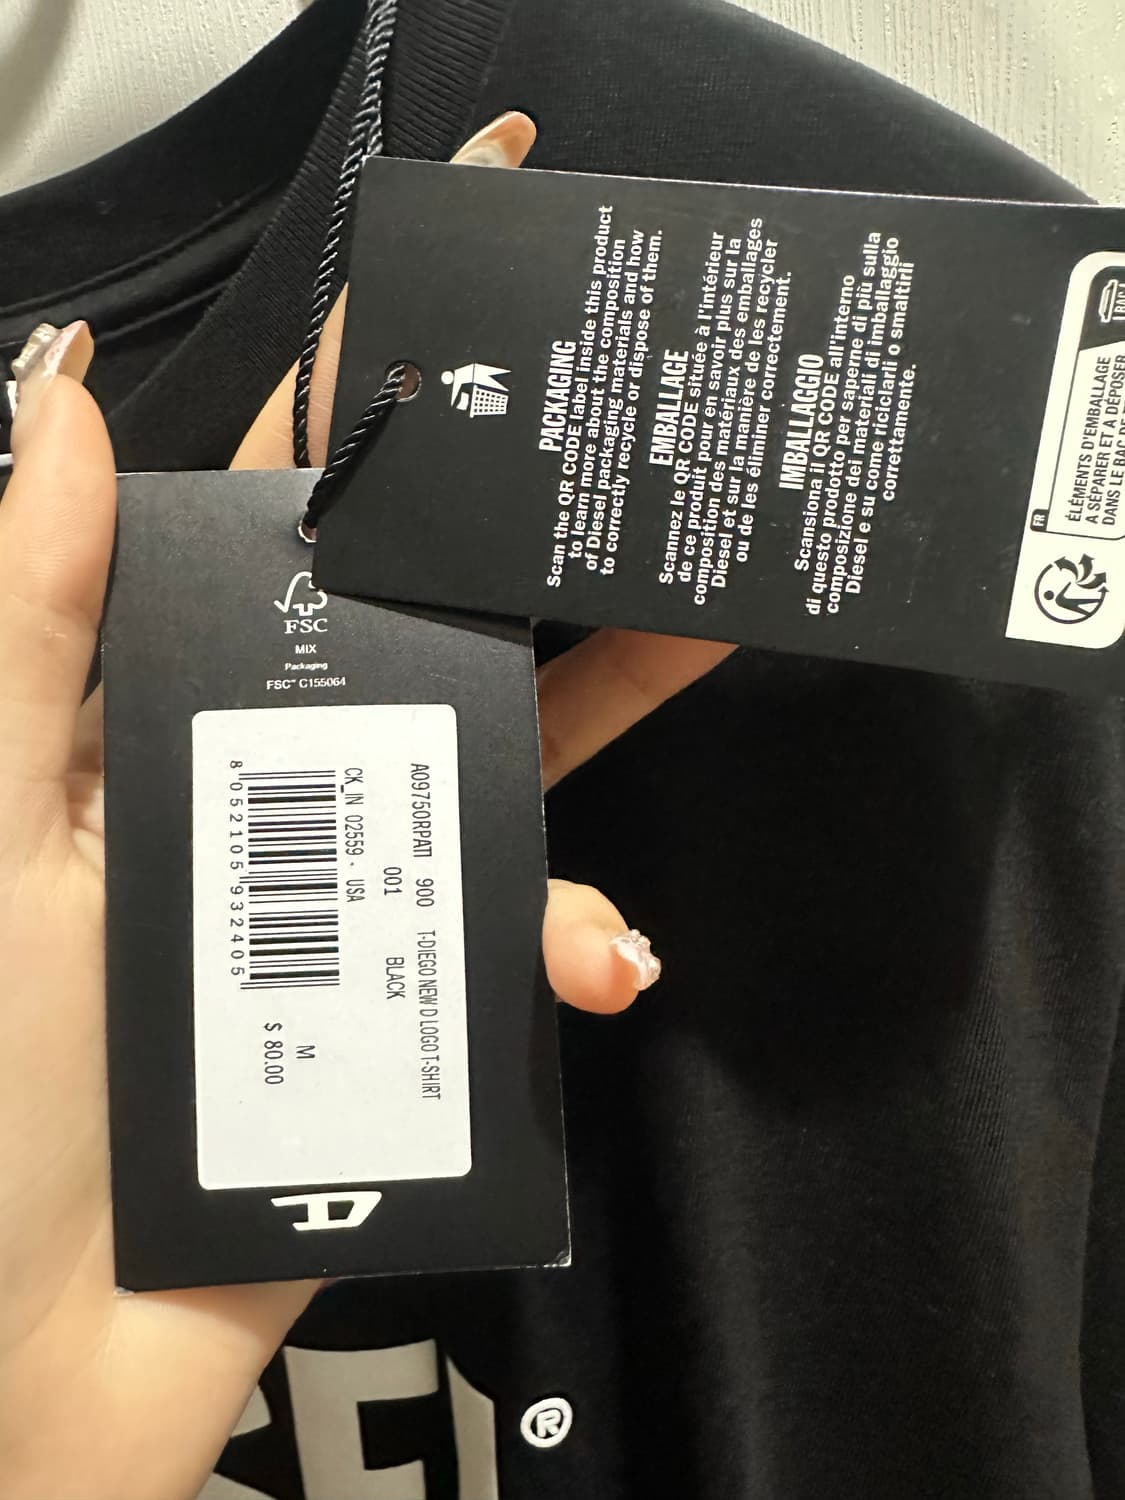 PACKAGING
Scan the QR CODE label inside this product
to learn more about the composition
of Diesel packaging materials and how
to correctly recycle or dispose of them.
EMBALLAGE
Scannez le QR CODE située à l'intérieur
de ce produit pour en savoir plus sur la
composition des matériaux des emballages
Diesel et sur la manière de les recycler
ou de les éliminer correctement.
IMBALLAGGIO
Scansiona il QR CODE all'interno
di questo prodotto per saperne di più sulla
composizione dei materiali di imballaggio
Diesel e su come riciclarli o smaltirli
correttamente.
FR
ÉLÉMENTS D'EMBALLAGE
A SÉPARER ET A DÉPOSER
DANS LE BAC DE
BAC
FSC
MIX
Packaging
FSC™ C155064
A09750RPATI 900 T-DIEGO NEW D LOGO T-SHIRT
001 BLACK
CK_IN 02559 - USA
M
8 052105 932405
$ 80.00
D
®